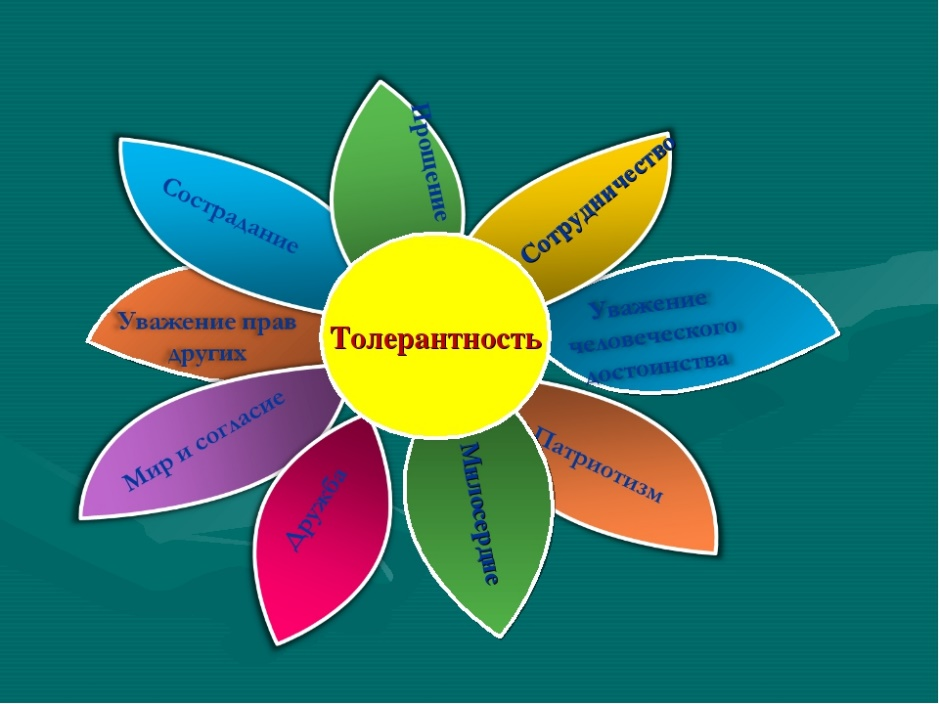 Прощение
Сотрудничество
Сострадание
Уважение
человеческого
достоинства
Уважение прав
других
Толерантность
Мир и согласие
Патриотизм
Дружба
Милосердие